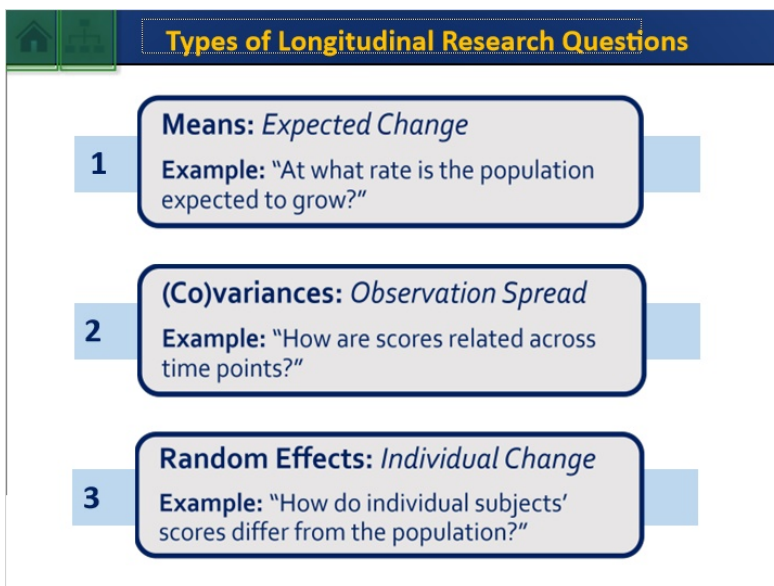 Types of Longitudinal Research Questions
1
Means: Expected Change
Example: “At what rate is the population
expected to grow?”
2
(Co)variances: Observation Spread
Example: “How are scores related across
time points?”
3
Random Effects: Individual Change
Example: “How do individual subjects’
scores differ from the population?”